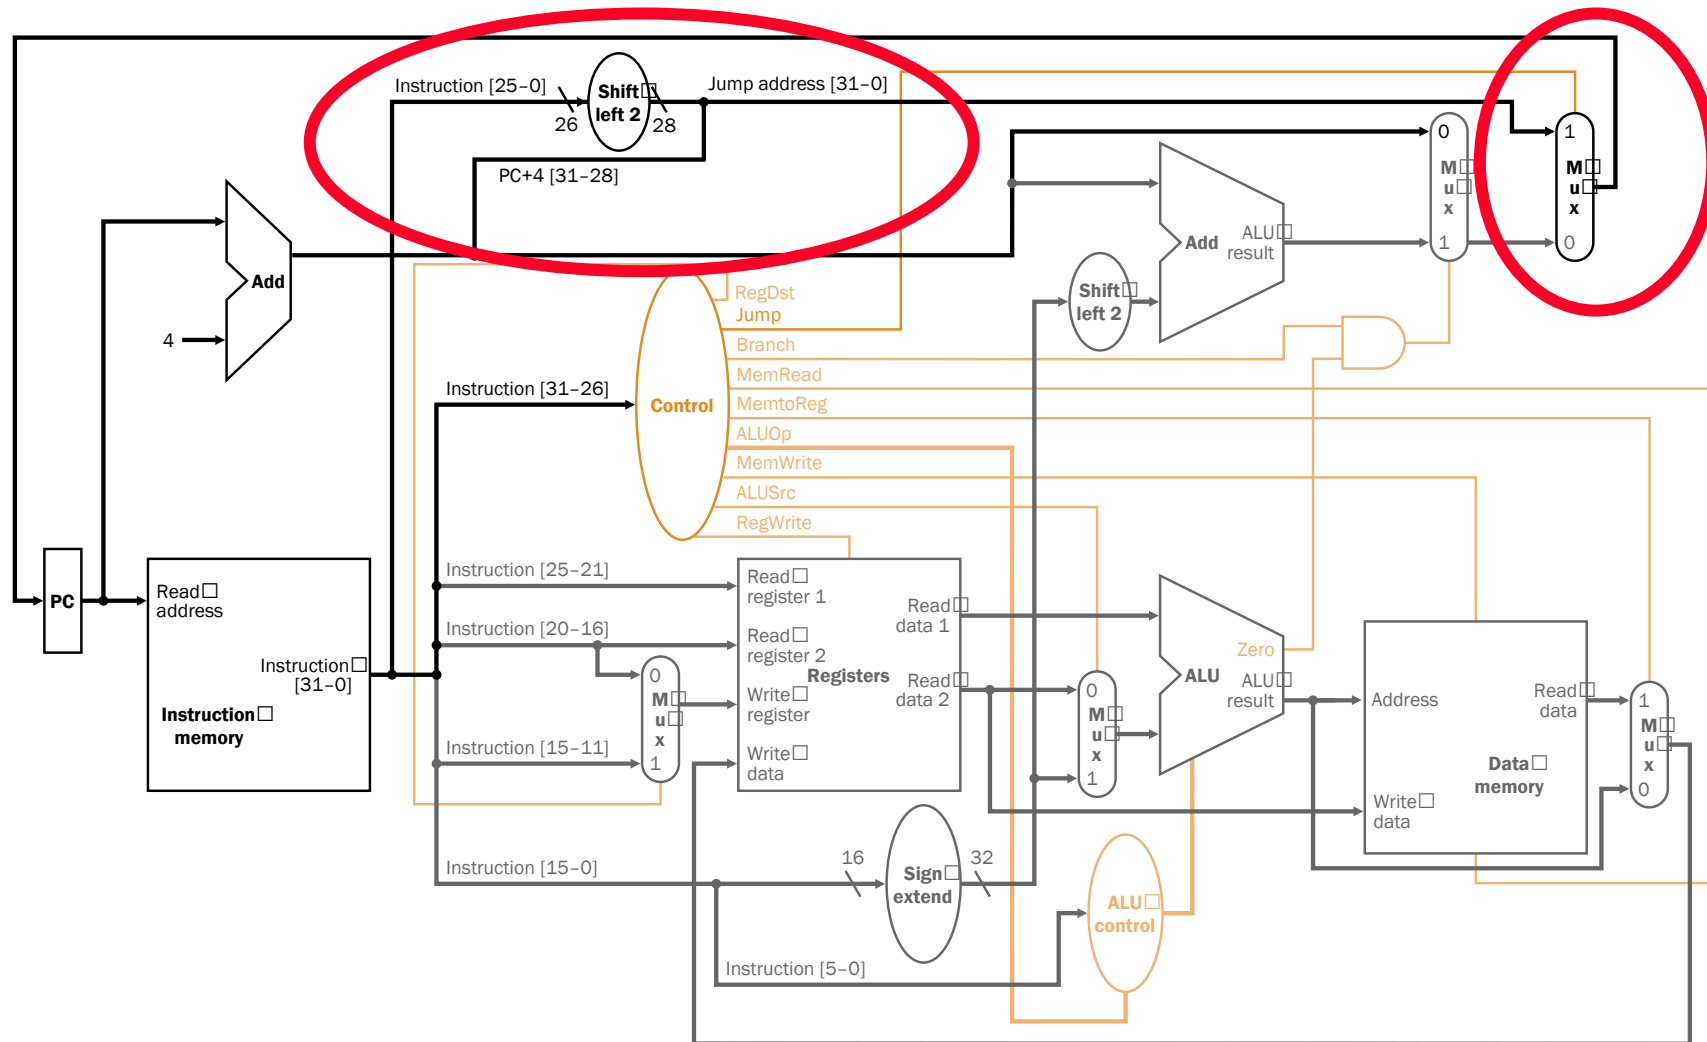 Instruction [25–0]
Shift
left 2
Jump address [31–0]
26
28
PC+4 [31–28]
0
M
u
x
1
1
M
u
x
0
Add
ALU
result
Add
Shift
left 2
4
RegDst
Jump
Branch
MemRead
MemtoReg
ALUOp
MemWrite
ALUSrc
RegWrite
Instruction [31–26]
Control
PC
Read
address
Instruction
[31–0]
Instruction
memory
Instruction [25–21]
Instruction [20–16]
Instruction [15–11]
0
M
u
x
1
Read
register 1
Read
register 2
Write
register
Write
data
Registers
Read
data 1
Read
data 2
0
M
u
x
1
Zero
ALU
ALU
result
Address
Write
data
Read
data
Data
memory
1
M
u
x
0
Instruction [15–0]
16
Sign
extend
32
ALU
control
Instruction [5–0]